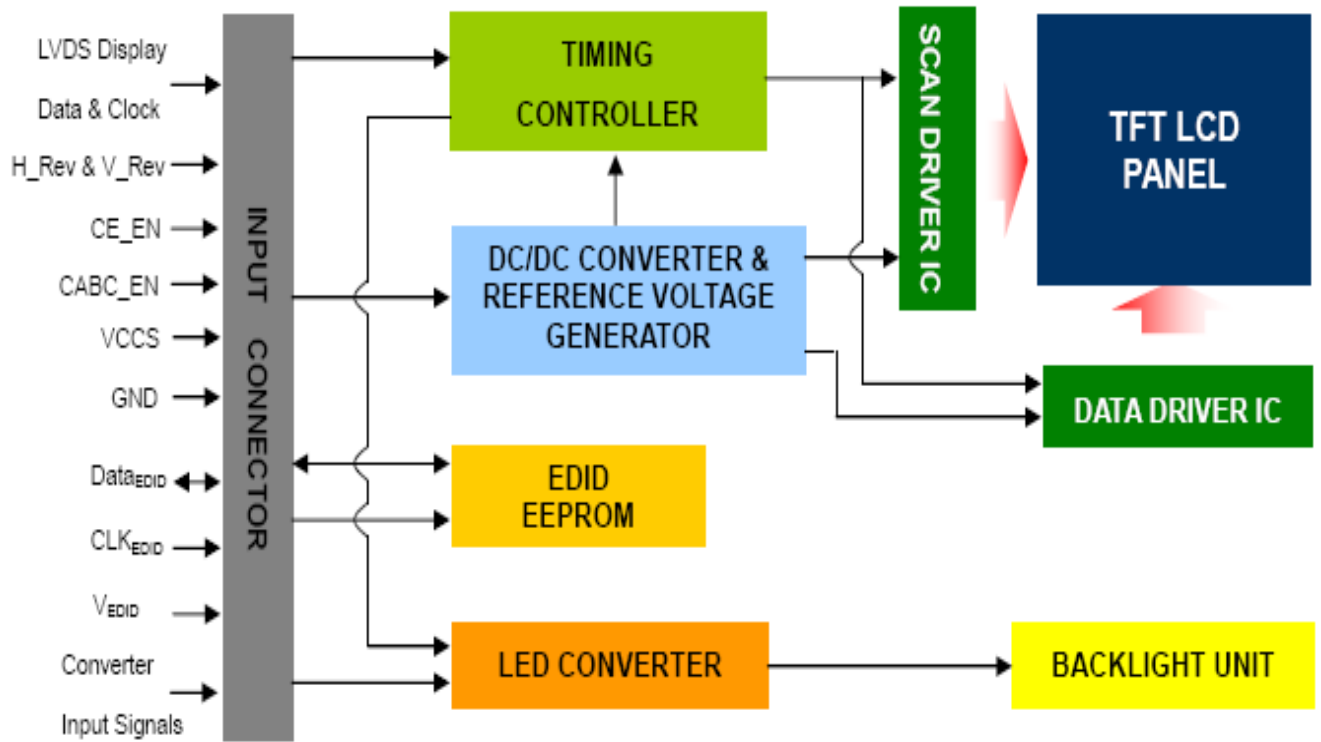 LVDS Display
Data & Clock
H_Rev & V_Rev
CE_EN
CABC_EN
VCCS
GND
DataEDID
CLKEDID
VEDID
Converter
Input Signals
INPUT CONNECTOR
TIMING
CONTROLLER
DC/DC CONVERTER &
REFERENCE VOLTAGE
GENERATOR
EDID
EEPROM
LED CONVERTER
SCAN DRIVER IC
TFT LCD
PANEL
DATA DRIVER IC
BACKLIGHT UNIT